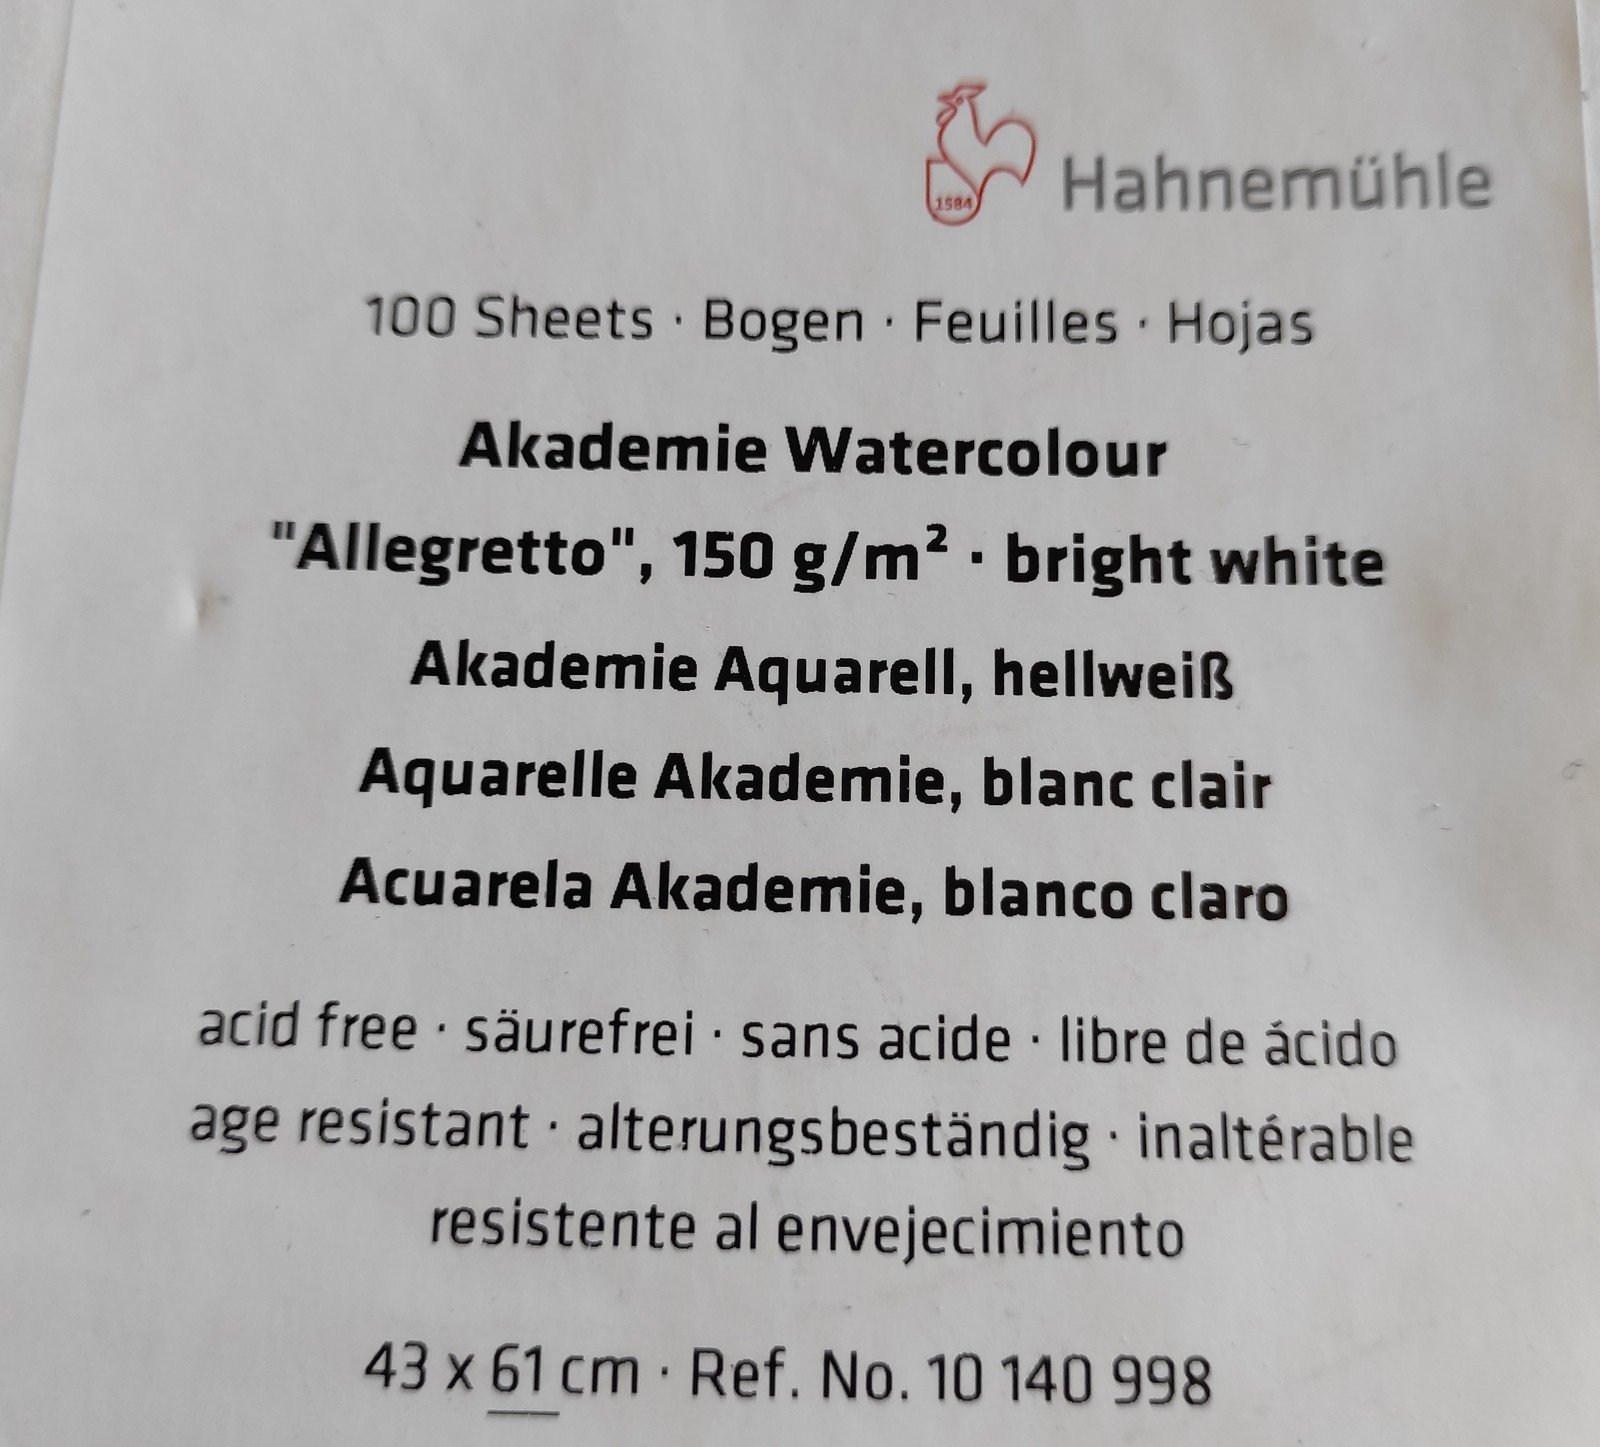 1584 Hahnemühle
100 Sheets · Bogen · Feuilles · Hojas
Akademie Watercolour
"Allegretto", 150 g/m² · bright white
Akademie Aquarell, hellweiß
Aquarelle Akademie, blanc clair
Acuarela Akademie, blanco claro
acid free · säurefrei · sans acide · libre de ácido
age resistant · alterungsbeständig · inaltérable
resistente al envejecimiento
43 x 61 cm · Ref. No. 10 140 998